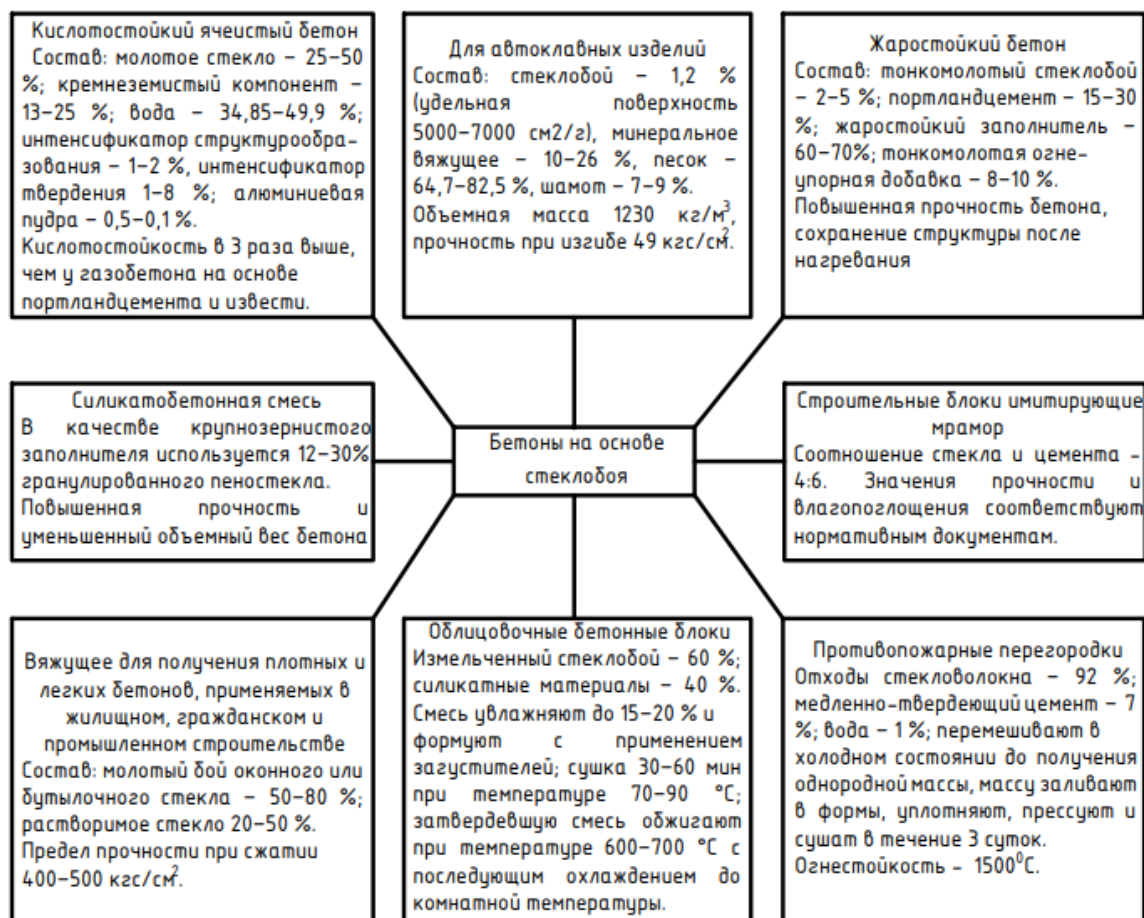 Кислотостойкий ячеистый бетон
Состав: молотое стекло – 25–50
%; кремнеземистый компонент –
13–25 %; вода – 34,85–49,9 %;
интенсификатор структурообра-
зования – 1–2 %, интенсификатор
твердения 1–8 %; алюминиевая
пудра – 0,5–0,1 %.
Кислотостойкость в 3 раза выше,
чем у газобетона на основе
портландцемента и извести.
Для автоклавных изделий
Состав: стеклобой – 1,2 %
(удельная поверхность
5000–7000 см2/г), минеральное
вяжущее – 10–26 %, песок –
64,7–82,5 %, шамот – 7–9 %.
Объемная масса 1230 кг/м³,
прочность при изгибе 49 кгс/см².
Жаростойкий бетон
Состав: тонкомолотый стеклобой
– 2–5 %; портландцемент – 15–30
%; жаростойкий заполнитель –
60–70%; тонкомолотая огне-
упорная добавка – 8–10 %.
Повышенная прочность бетона,
сохранение структуры после
нагревания
Силикатобетонная смесь
В качестве крупнозернистого
заполнителя используется 12–30%
гранулированного пеностекла.
Повышенная прочность и
уменьшенный объемный вес бетона
Бетоны на основе
стеклобоя
Строительные блоки имитирующие
мрамор
Соотношение стекла и цемента –
4:6. Значения прочности и
влагопоглощения соответствуют
нормативным документам.
Вяжущее для получения плотных и
легких бетонов, применяемых в
жилищном, гражданском и
промышленном строительстве
Состав: молотый бой оконного или
бутылочного стекла – 50–80 %;
растворимое стекло 20–50 %.
Предел прочности при сжатии
400–500 кгс/см².
Облицовочные бетонные блоки
Измельченный стеклобой – 60 %;
силикатные материалы – 40 %.
Смесь увлажняют до 15–20 % и
формуют с применением
загустителей; сушка 30–60 мин
при температуре 70–90 °С;
затвердевшую смесь обжигают
при температуре 600–700 °С с
последующим охлаждением до
комнатной температуры.
Противопожарные перегородки
Отходы стекловолокна – 92 %;
медленно-твердеющий цемент – 7
%; вода – 1 %; перемешивают в
холодном состоянии до получения
однородной массы, массу заливают
в формы, уплотняют, прессуют и
сушат в течение 3 суток.
Огнестойкость – 1500⁰С.